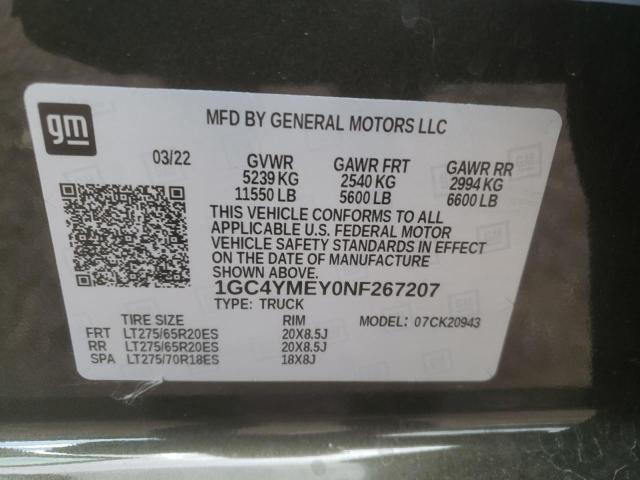 gm
MFD BY GENERAL MOTORS LLC
03/22 GVWR GAWR FRT GAWR RR
5239 KG 2540 KG 2994 KG
11550 LB 5600 LB 6600 LB
THIS VEHICLE CONFORMS TO ALL
APPLICABLE U.S. FEDERAL MOTOR
VEHICLE SAFETY STANDARDS IN EFFECT
ON THE DATE OF MANUFACTURE
SHOWN ABOVE.
1GC4YMEY0NF267207
TYPE: TRUCK
TIRE SIZE RIM MODEL: 07CK20943
FRT LT275/65R20ES 20X8.5J
RR LT275/65R20ES 20X8.5J
SPA LT275/70R18ES 18X8J